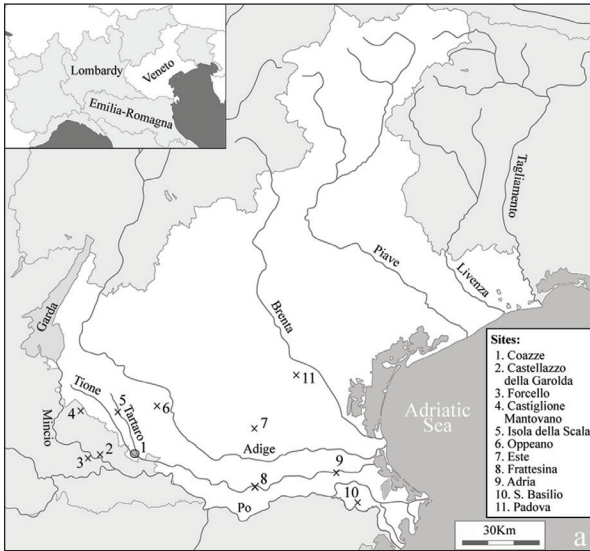 Lombardy
Veneto
Emilia-Romagna
Tagliamento
Piave
Livenza
Garda
Brenta
Tione
Mincio
Tartaro
Adige
Po
Adriatic
Sea
11
5
6
4
7
1
2
3
9
8
10
Sites:
1. Coazze
2. Castellazzo
della Garolda
3. Forcello
4. Castiglione
Mantovano
5 Isola della Scala
6. Oppeano
7. Este
8. Frattesina
9. Adria
10. S. Basilio
11. Padova
30Km
a